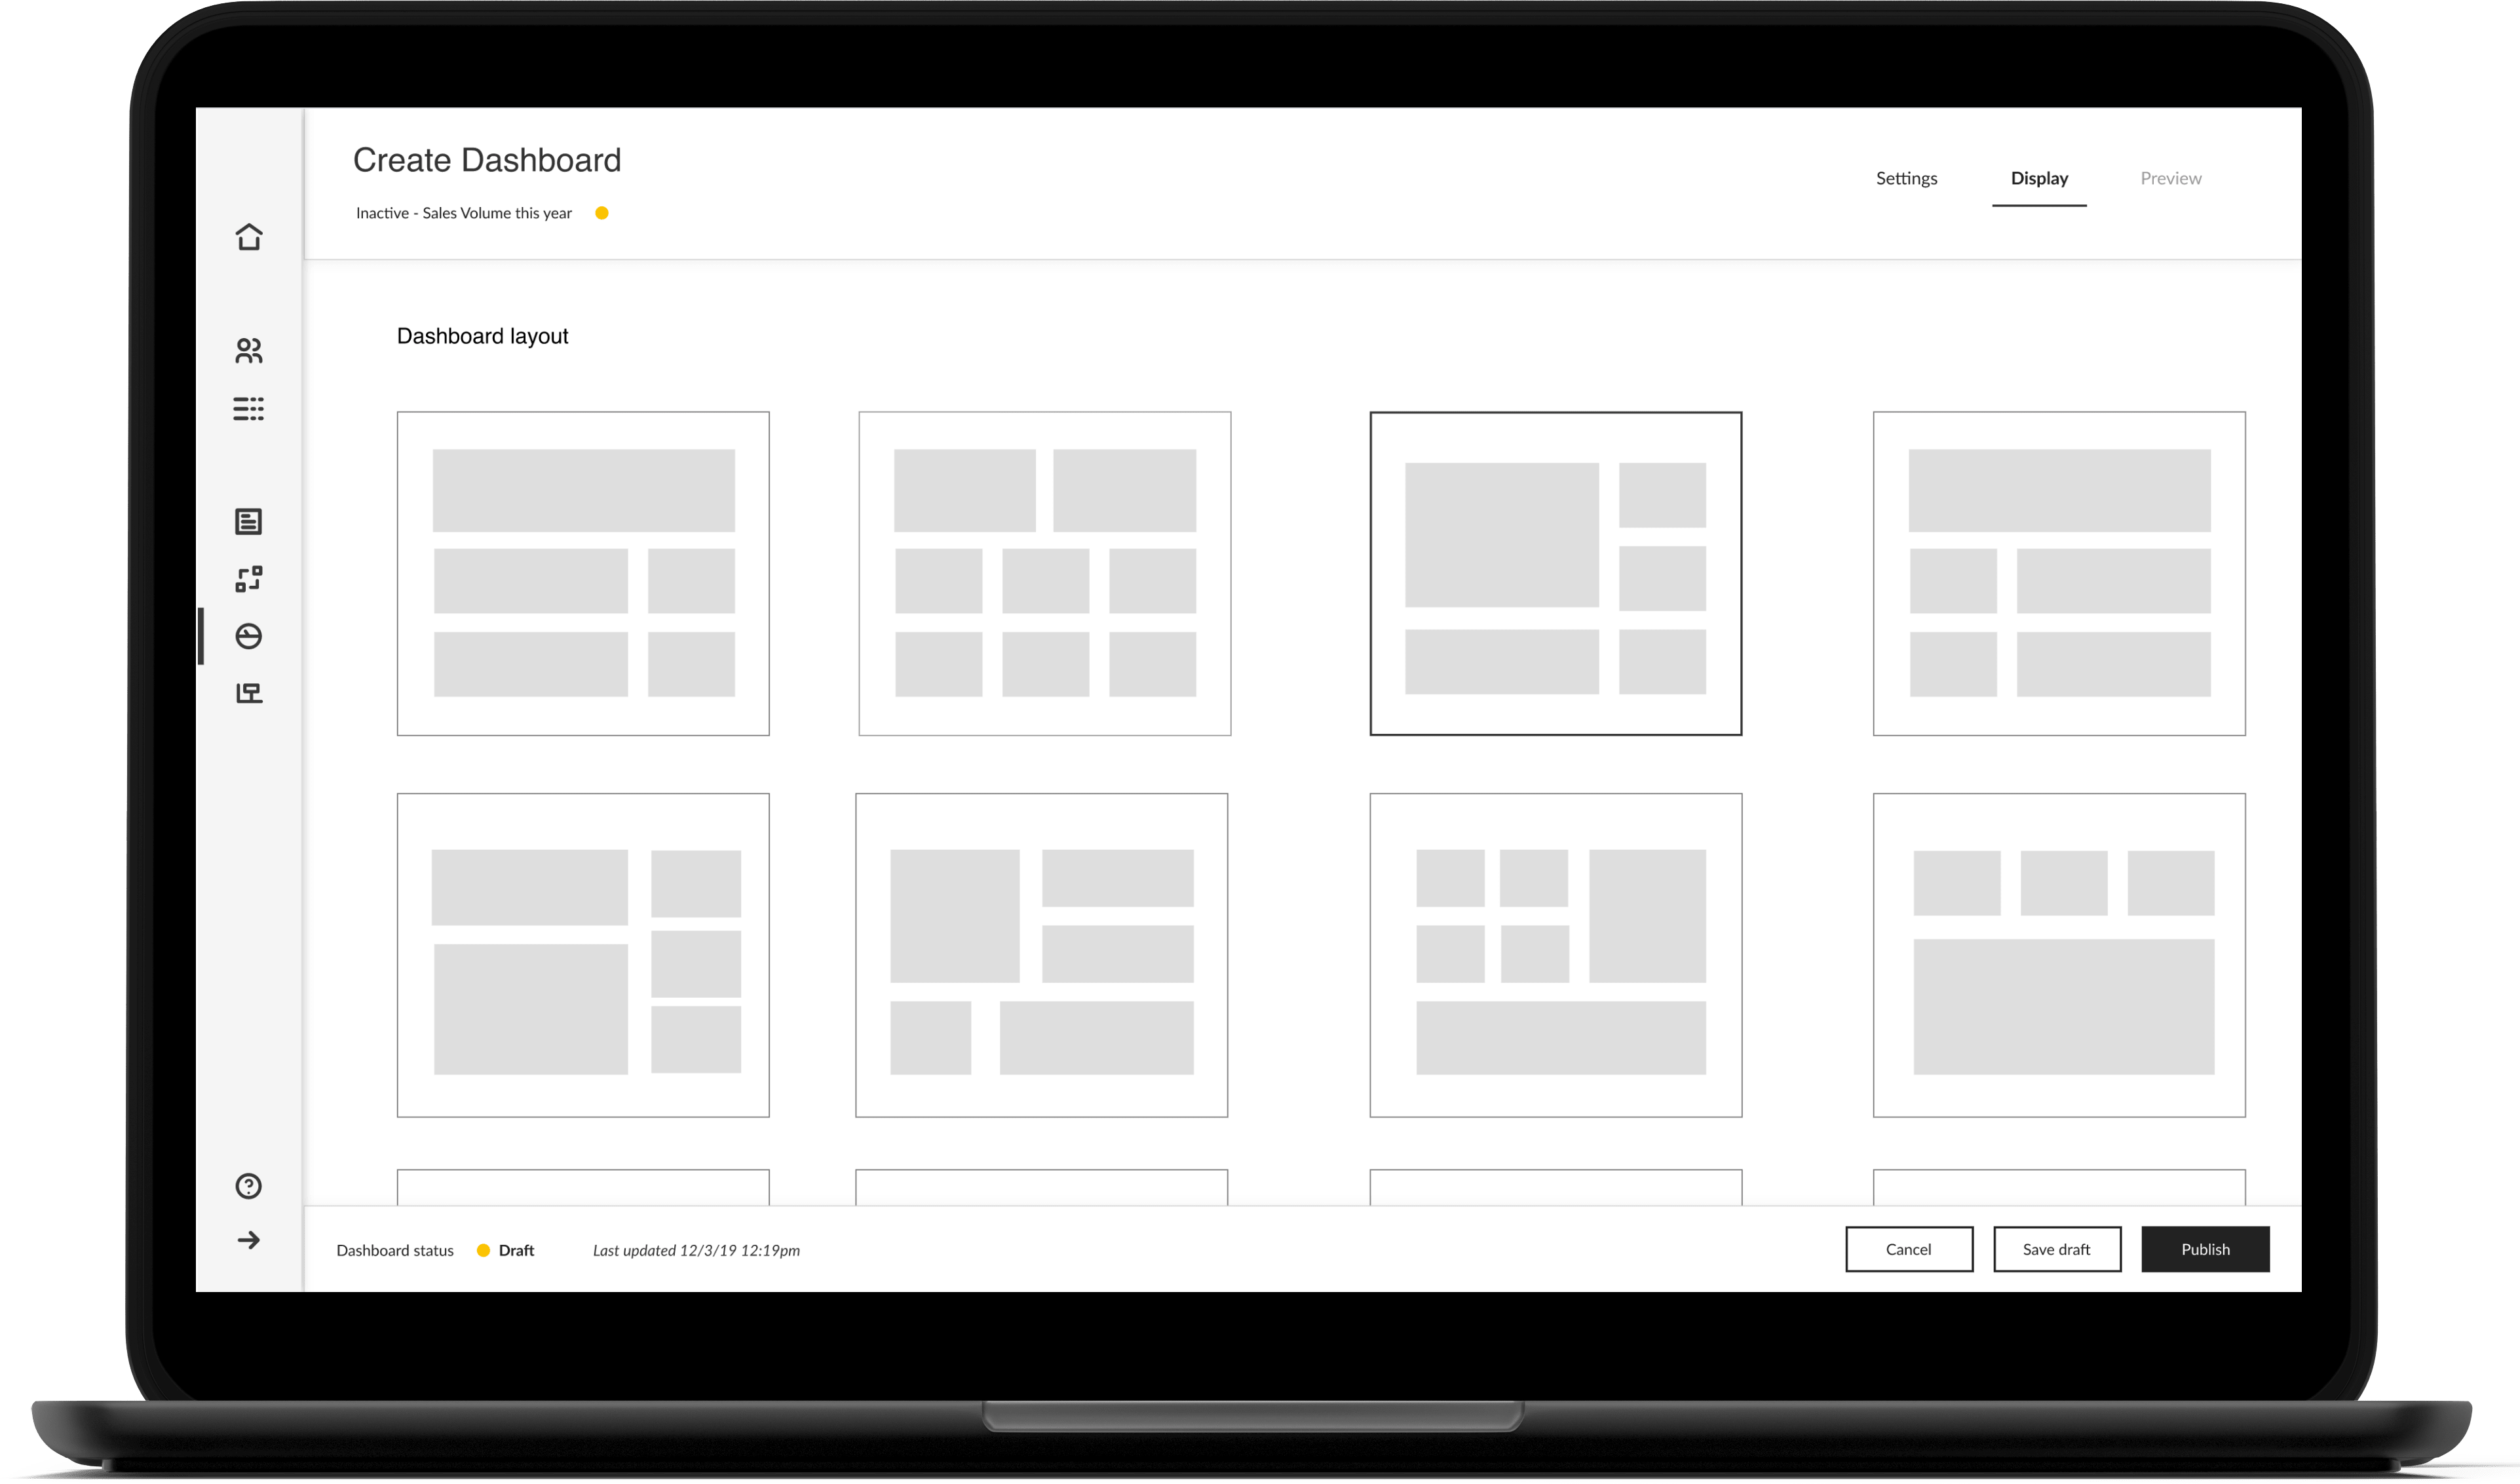 Create Dashboard
Inactive - Sales Volume this year
Settings
Display
Preview
Dashboard layout
Dashboard status
Draft
Last updated 12/3/19 12:19pm
Cancel
Save draft
Publish